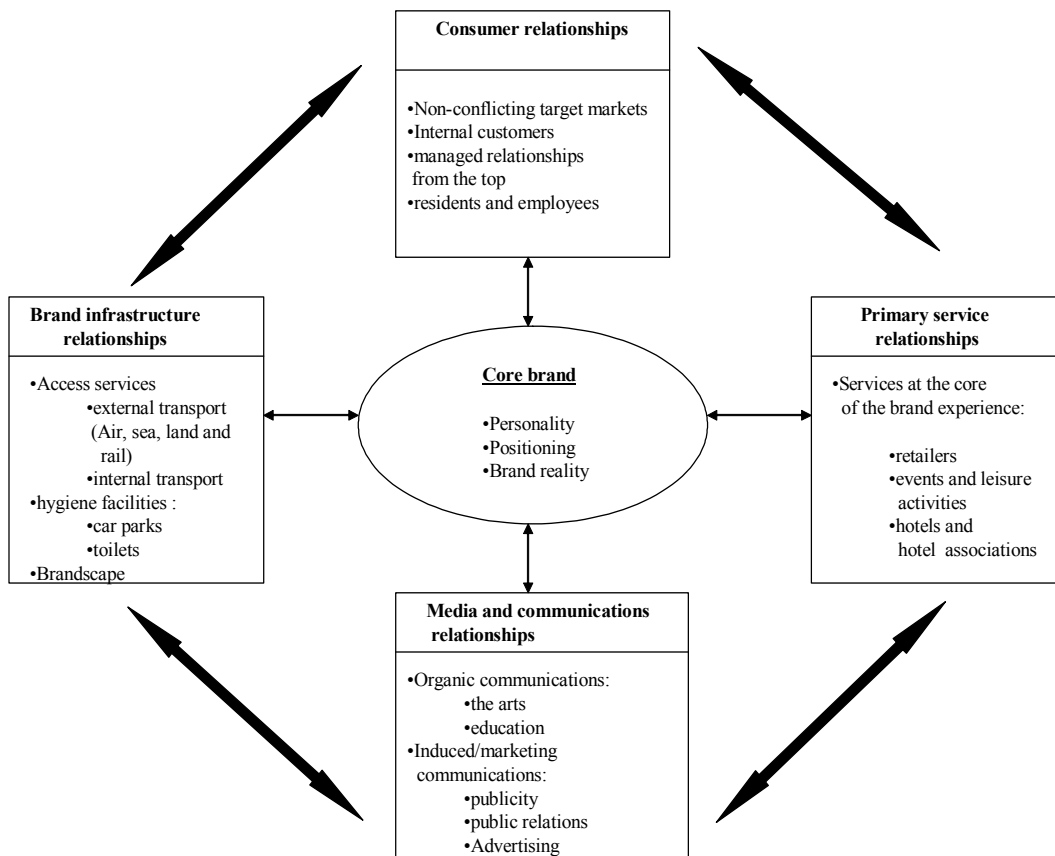 Consumer relationships
•Non-conflicting target markets
•Internal customers
•managed relationships
from the top
•residents and employees
Brand infrastructure
relationships
•Access services
•external transport
(Air, sea, land and
rail)
•internal transport
•hygiene facilities :
•car parks
•toilets
•Brandscape
Core brand
•Personality
•Positioning
•Brand reality
Primary service
relationships
•Services at the core
of the brand experience:
•retailers
•events and leisure
activities
•hotels and
hotel associations
Media and communications
relationships
•Organic communications:
•the arts
•education
•Induced/marketing
communications:
•publicity
•public relations
•Advertising